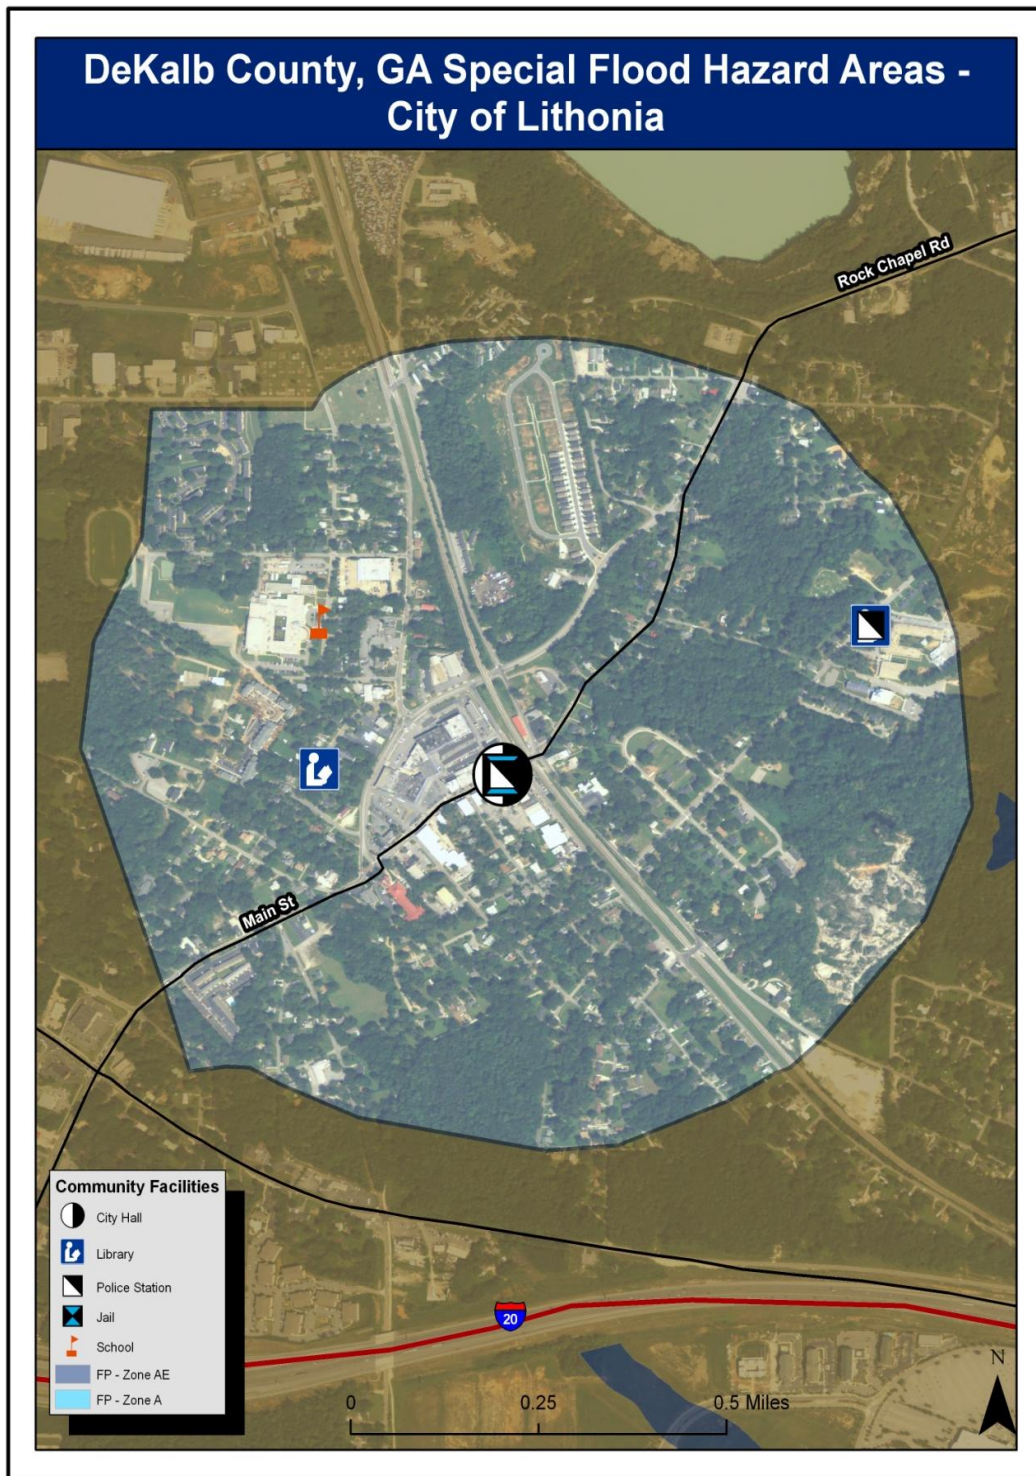 DeKalb County, GA Special Flood Hazard Areas -
City of Lithonia
Rock Chapel Rd
Main St
Community Facilities
City Hall
Library
Police Station
Jail
School
FP - Zone AE
FP - Zone A
20
0 0.25 0.5 Miles
N